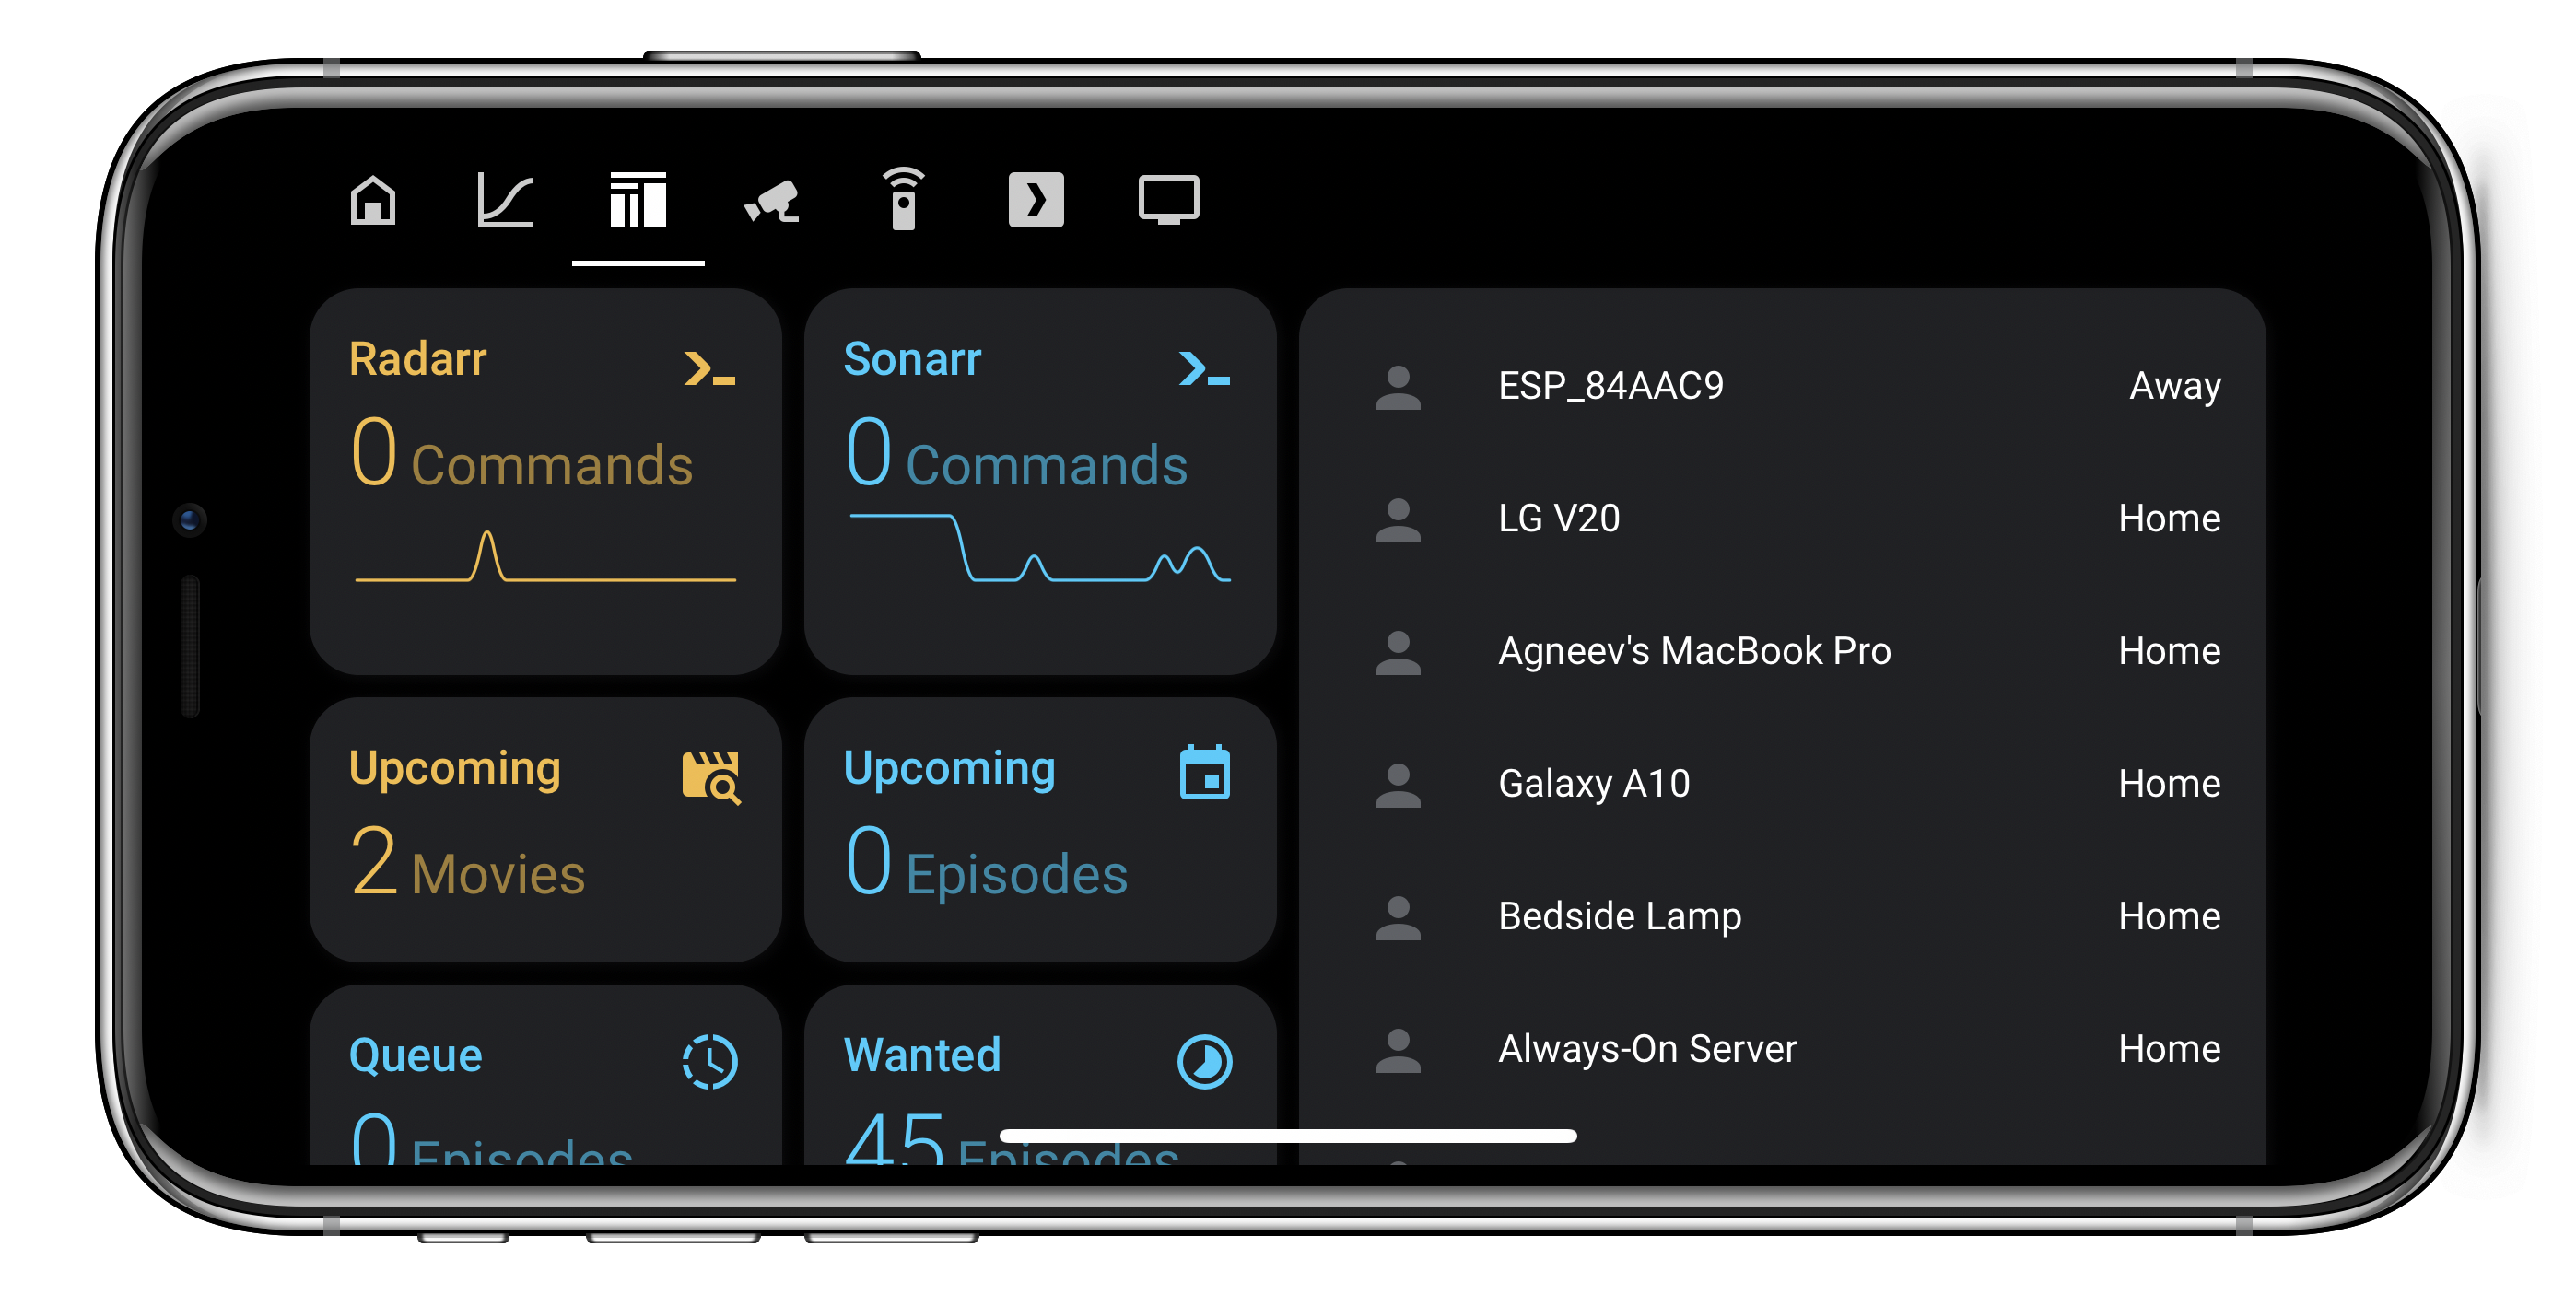 Radarr
0 Commands
Sonarr
0 Commands
Upcoming
2 Movies
Upcoming
0 Episodes
Queue
0 Episodes
Wanted
45 Episodes
ESP_84AAC9 Away
LG V20 Home
Agneev's MacBook Pro Home
Galaxy A10 Home
Bedside Lamp Home
Always-On Server Home